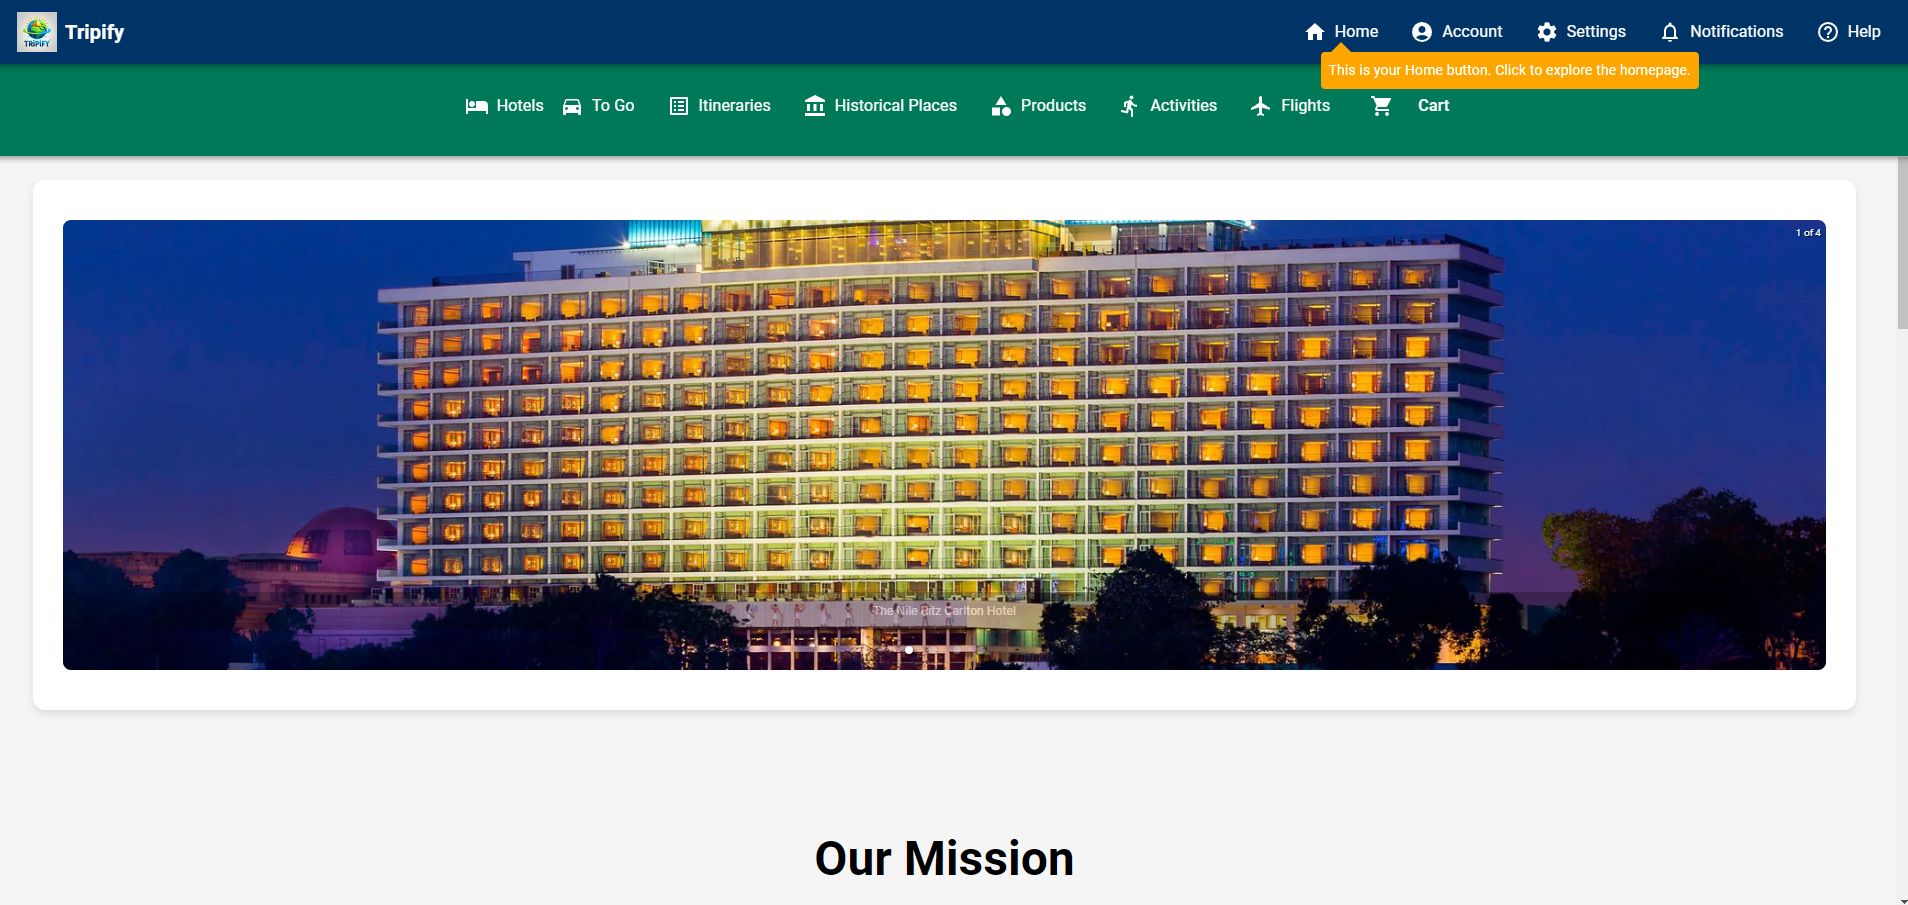 TRIPIFY
Tripify
Home
Account
Settings
Notifications
Help
This is your Home button. Click to explore the homepage.
Hotels
To Go
Itineraries
Historical Places
Products
Activities
Flights
Cart
1 of 4
The Nile Ritz Carlton Hotel
Our Mission